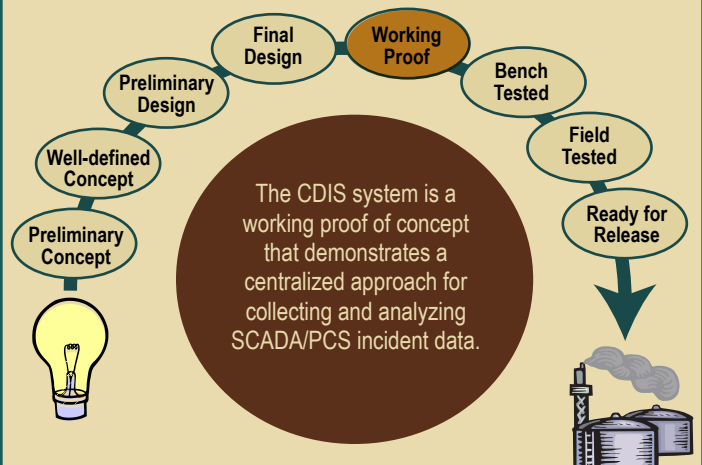 Preliminary
Concept
Well-defined
Concept
Preliminary
Design
Final
Design
Working
Proof
Bench
Tested
Field
Tested
Ready for
Release
The CDIS system is a
working proof of concept
that demonstrates a
centralized approach for
collecting and analyzing
SCADA/PCS incident data.